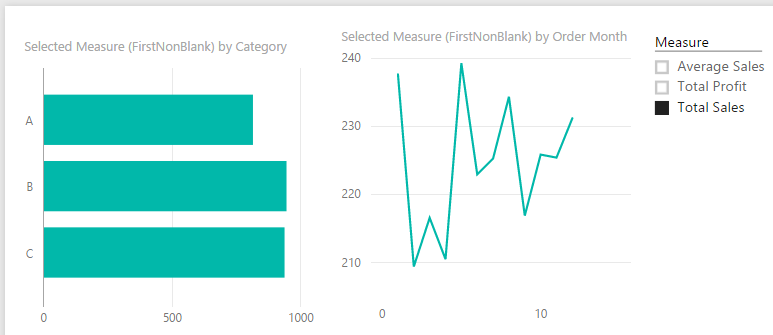 Selected Measure (FirstNonBlank) by Category
A
B
C
0 500 1000
Selected Measure (FirstNonBlank) by Order Month
240
230
220
210
0 10
Measure
Average Sales
Total Profit
Total Sales